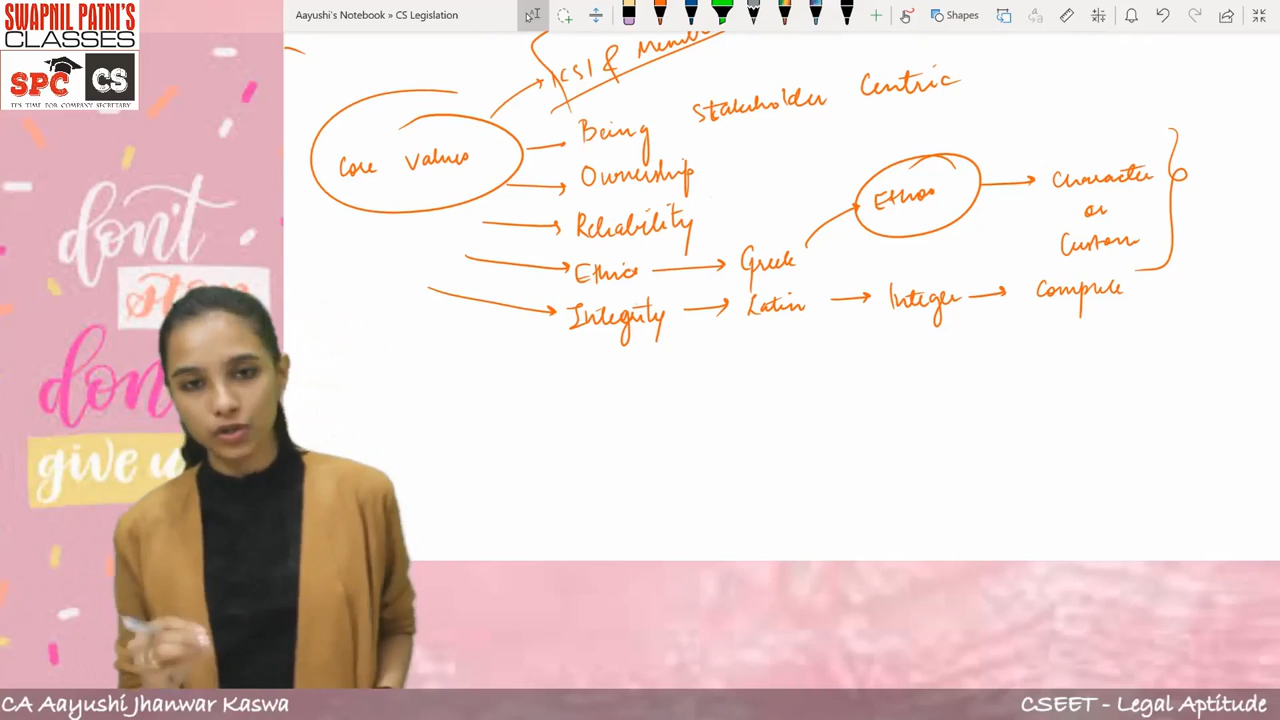 SWAPNIL PATNI'S
CLASSES
SPC CS
IT'S TIME FOR COMPANY SECRETARY
Aayushi's Notebook » CS Legislation
Shapes
ICSI &
Core Values
Being Stakeholder Centric
Ownership
Reliability
Ethics Greek Ethos Character
or
Custom
Integrity Latin Integer Complete
don't
stop
don't
give u
CA Aayushi Jhanwar Kaswa
CSEET - Legal Aptitude